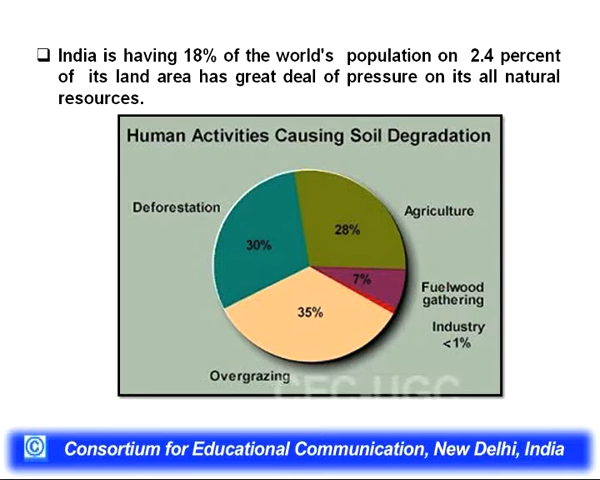 India is having 18% of the world's population on 2.4 percent
of its land area has great deal of pressure on its all natural
resources.
Human Activities Causing Soil Degradation
Deforestation
Agriculture
28%
30%
7%
Fuelwood
gathering
35%
Industry
<1%
Overgrazing
CEC-UGC
© Consortium for Educational Communication, New Delhi, India